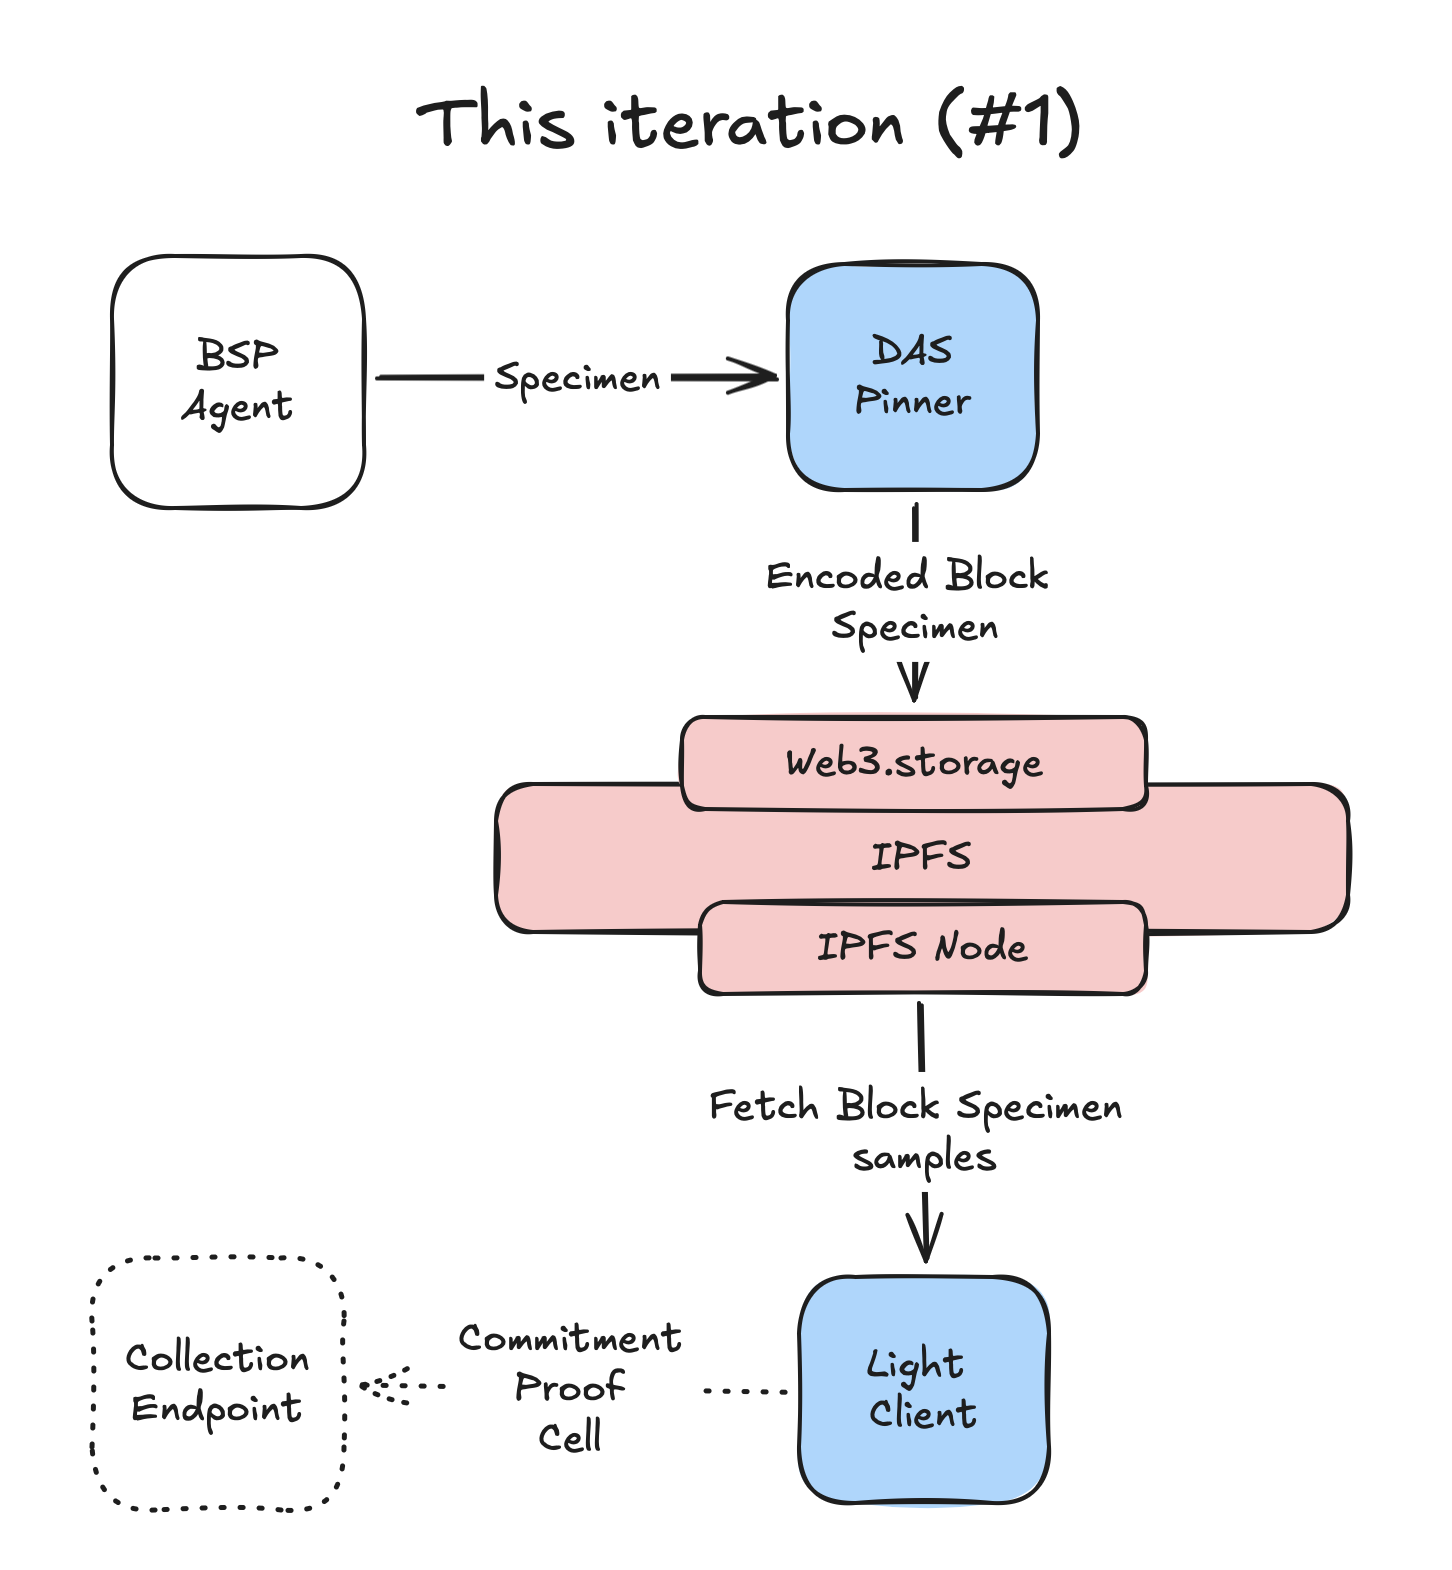 This iteration (#1)
BSP
Agent
Specimen
DAS
Pinner
Encoded Block
Specimen
Web3.storage
IPFS
IPFS Node
Fetch Block Specimen
samples
Collection
Endpoint
Commitment
Proof
Cell
Light
Client